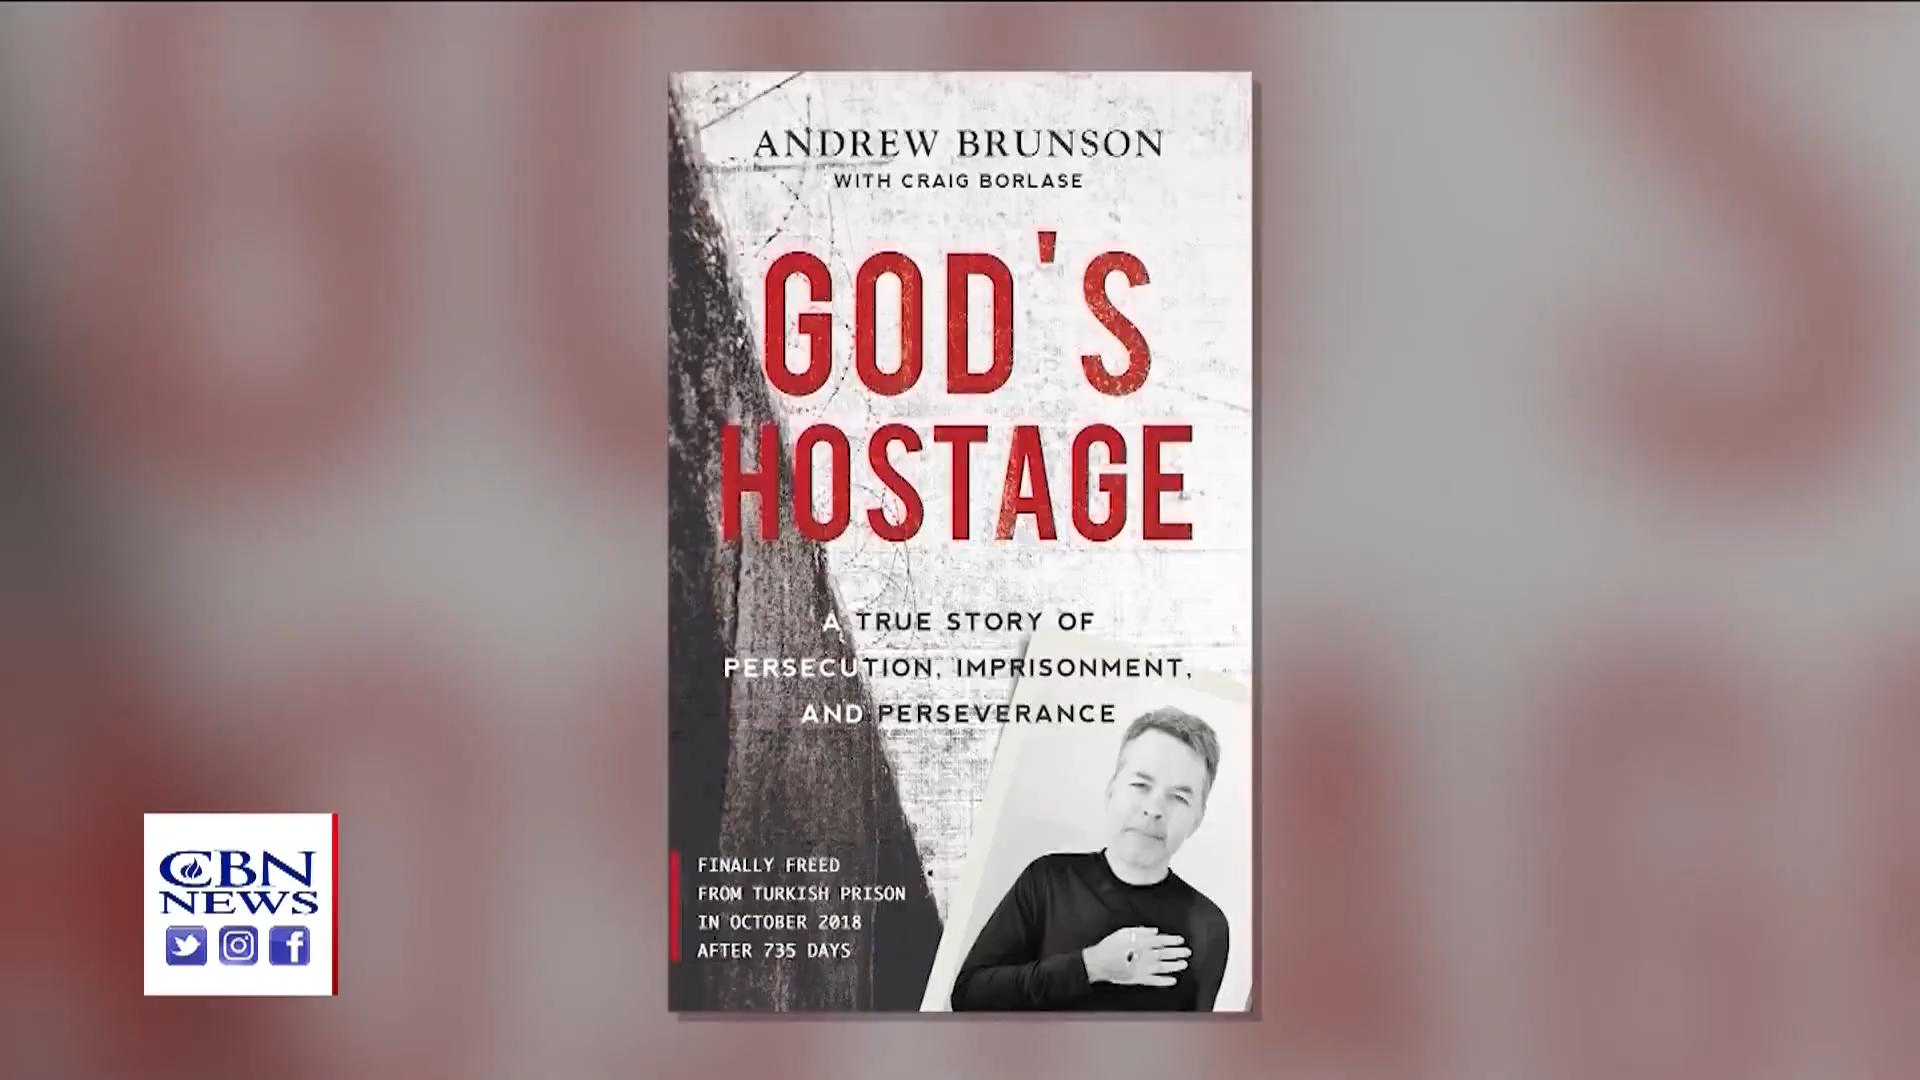 ANDREW BRUNSON
WITH CRAIG BORLASE
GOD'S
HOSTAGE
A TRUE STORY OF
PERSECUTION, IMPRISONMENT,
AND PERSEVERANCE
FINALLY FREED
FROM TURKISH PRISON
IN OCTOBER 2018
AFTER 735 DAYS
CBN
NEWS